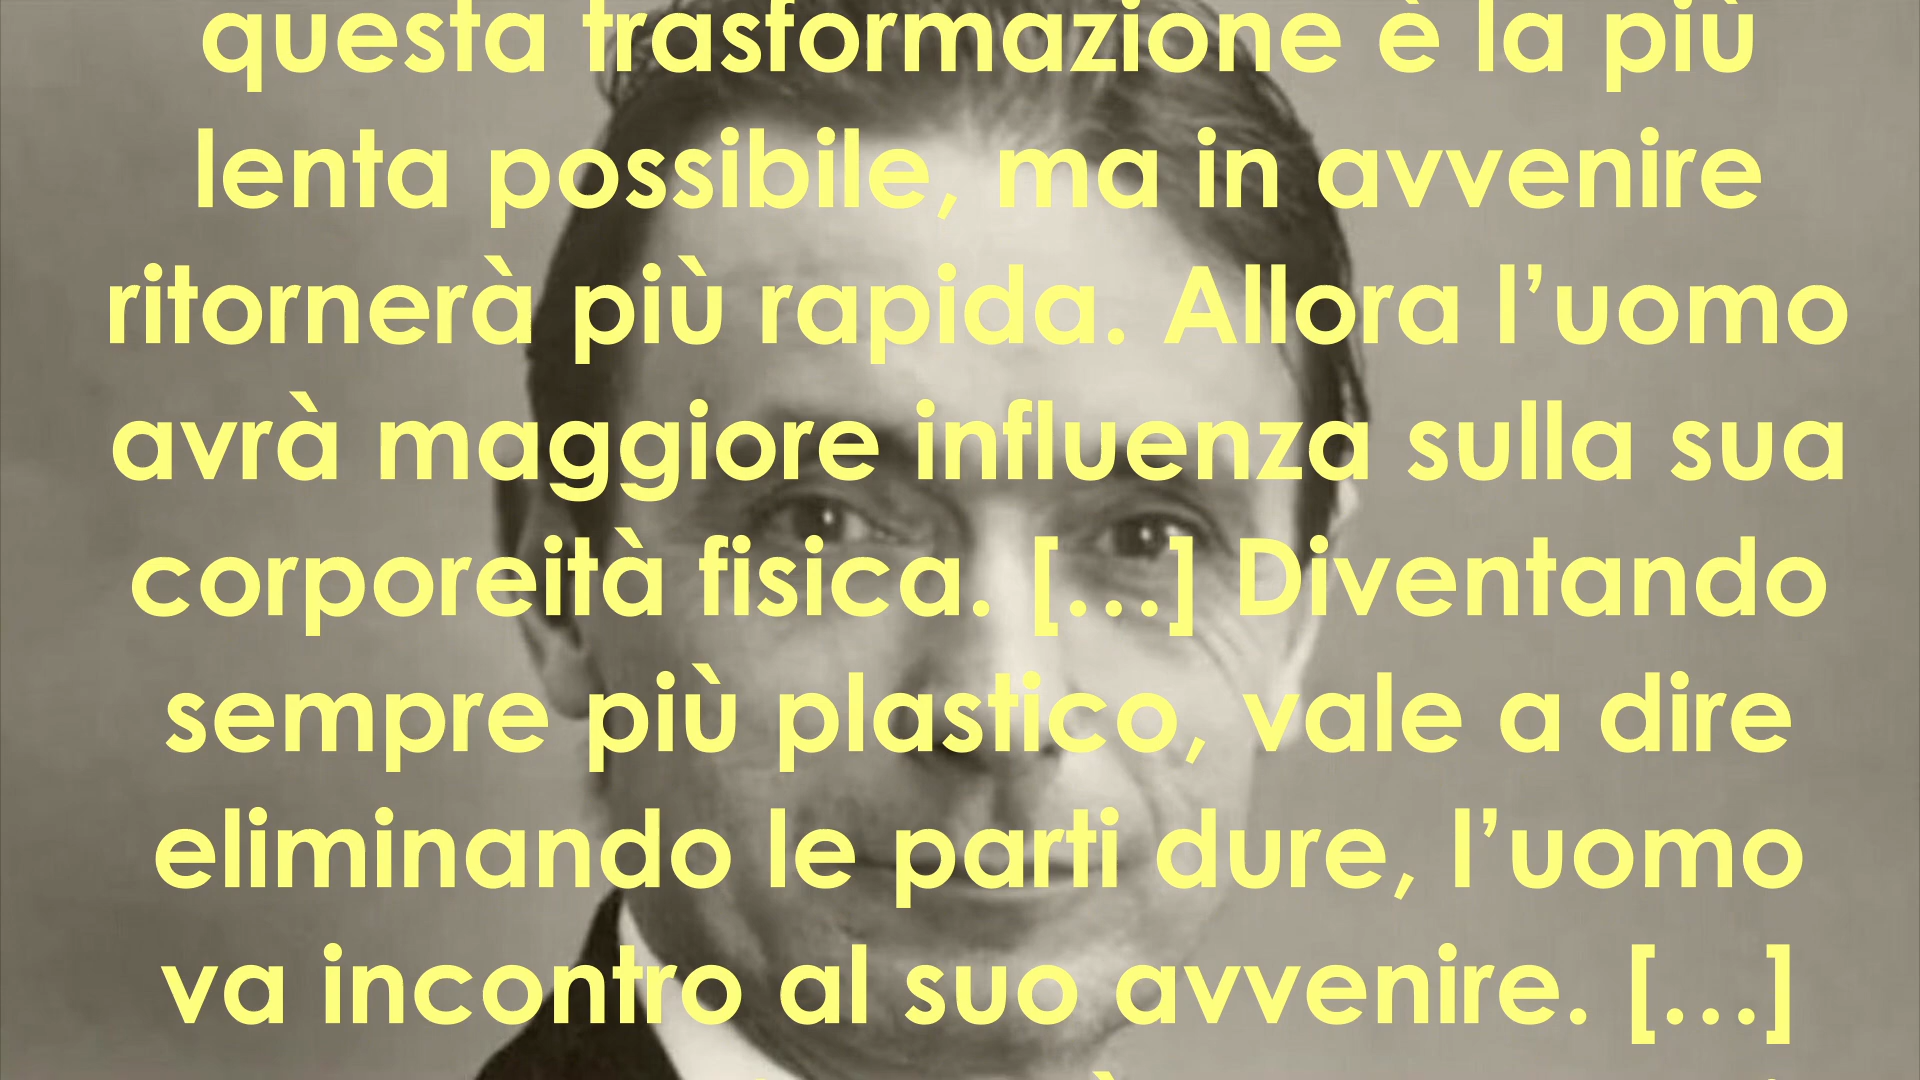 questa trasformazione è la più
lenta possibile, ma in avvenire
ritornerà più rapida. Allora l’uomo
avrà maggiore influenza sulla sua
corporeità fisica. […] Diventando
sempre più plastico, vale a dire
eliminando le parti dure, l’uomo
va incontro al suo avvenire. […]